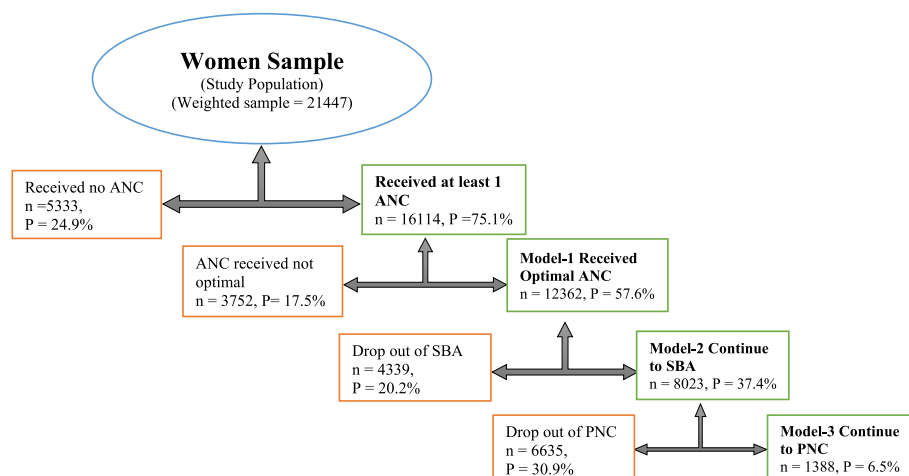 Women Sample
(Study Population)
(Weighted sample = 21447)
Received no ANC
n =5333,
P = 24.9%
Received at least 1
ANC
n = 16114, P =75.1%
ANC received not
optimal
n = 3752, P= 17.5%
Model-1 Received
Optimal ANC
n = 12362, P = 57.6%
Drop out of SBA
n = 4339,
P = 20.2%
Model-2 Continue
to SBA
n = 8023, P = 37.4%
Drop out of PNC
n = 6635,
P = 30.9%
Model-3 Continue
to PNC
n = 1388, P = 6.5%